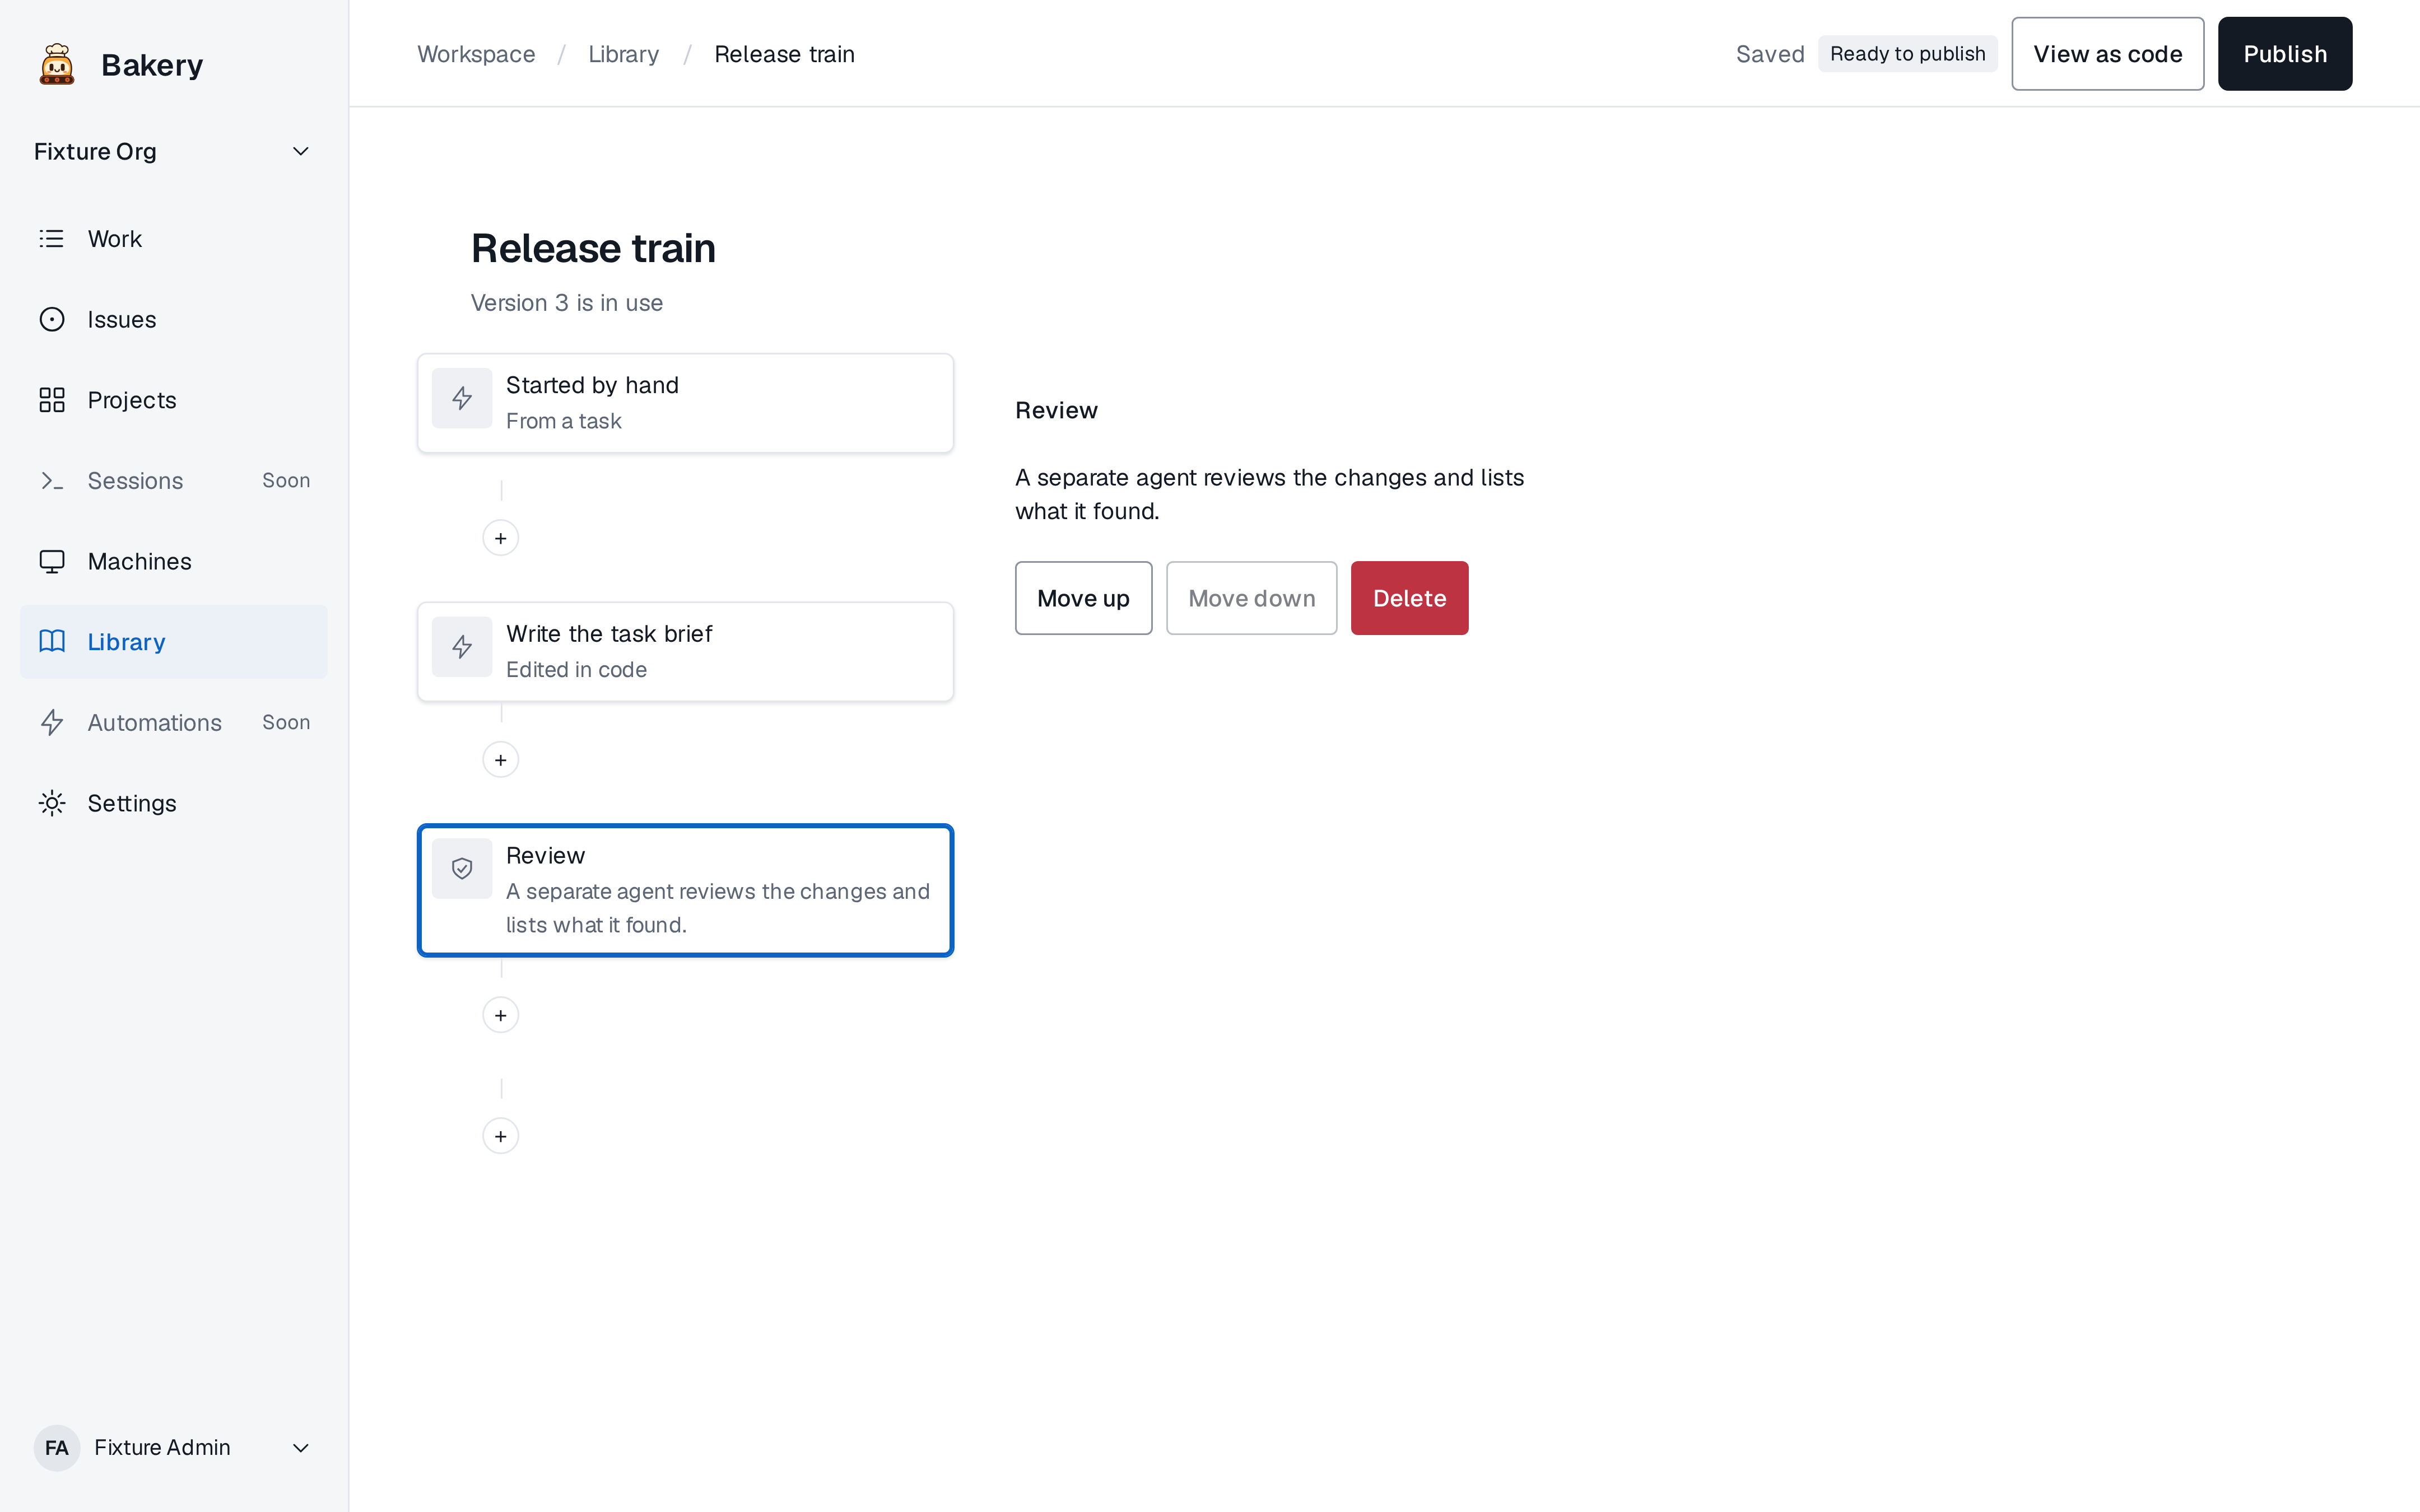 Bakery
Fixture Org
Work
Issues
Projects
Sessions Soon
Machines
Library
Automations Soon
Settings
FA Fixture Admin
Workspace / Library / Release train
Saved Ready to publish View as code Publish
Release train
Version 3 is in use
Started by hand
From a task
+
Write the task brief
Edited in code
+
Review
A separate agent reviews the changes and
lists what it found.
+
+
Review
A separate agent reviews the changes and lists
what it found.
Move up Move down Delete